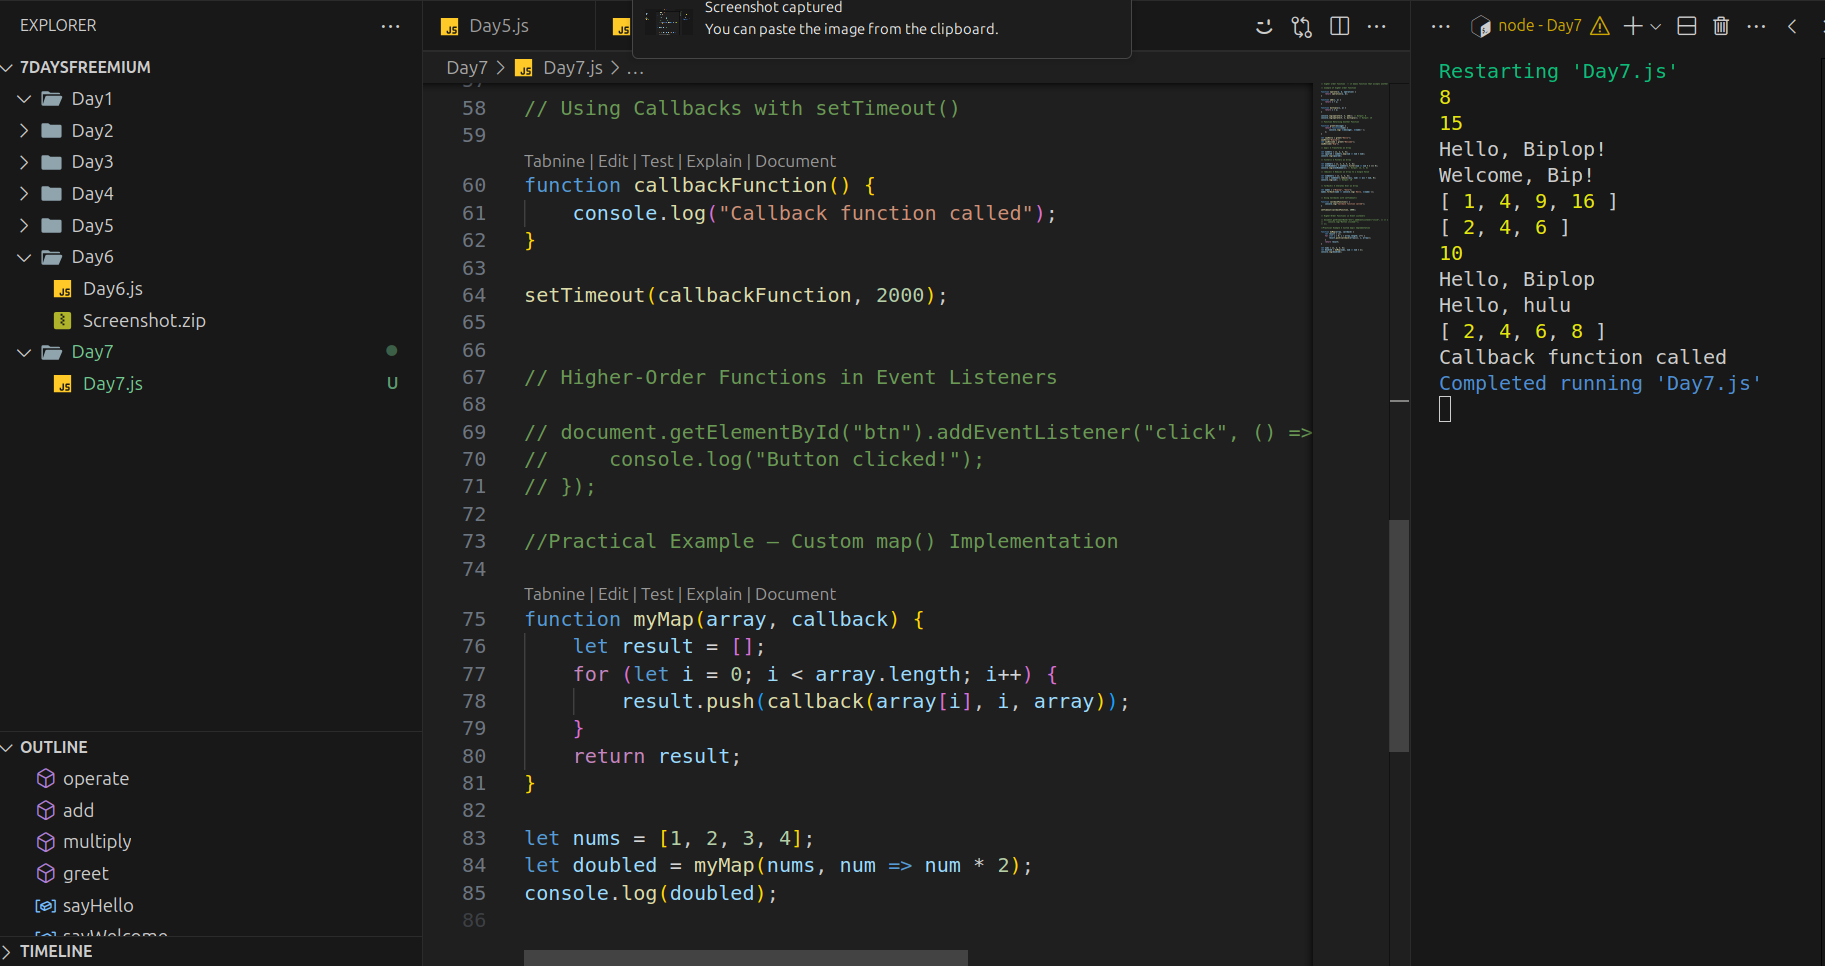 EXPLORER
7DAYSFREEMIUM
Day1
Day2
Day3
Day4
Day5
Day6
Day6.js
Screenshot.zip
Day7
Day7.js U
OUTLINE
operate
add
multiply
greet
sayHello
sayWelcome
TIMELINE
JS Day5.js
JS
Screenshot captured
You can paste the image from the clipboard.
Day7 > JS Day7.js > ...
57
58 // Using Callbacks with setTimeout()
59
Tabnine | Edit | Test | Explain | Document
60 function callbackFunction() {
61 console.log("Callback function called");
62 }
63
64 setTimeout(callbackFunction, 2000);
65
66
67 // Higher-Order Functions in Event Listeners
68
69 // document.getElementById("btn").addEventListener("click", () =>
70 // console.log("Button clicked!");
71 // });
72
73 //Practical Example – Custom map() Implementation
74
Tabnine | Edit | Test | Explain | Document
75 function myMap(array, callback) {
76 let result = [];
77 for (let i = 0; i < array.length; i++) {
78 result.push(callback(array[i], i, array));
79 }
80 return result;
81 }
82
83 let nums = [1, 2, 3, 4];
84 let doubled = myMap(nums, num => num * 2);
85 console.log(doubled);
86
node - Day7
Restarting 'Day7.js'
8
15
Hello, Biplop!
Welcome, Bip!
[ 1, 4, 9, 16 ]
[ 2, 4, 6 ]
10
Hello, Biplop
Hello, hulu
[ 2, 4, 6, 8 ]
Callback function called
Completed running 'Day7.js'